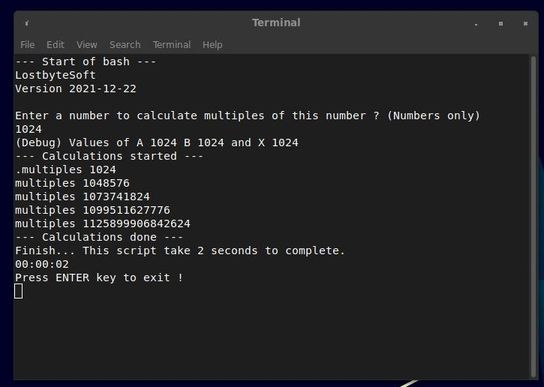 Terminal
File Edit View Search Terminal Help
--- Start of bash ---
LostbyteSoft
Version 2021-12-22
Enter a number to calculate multiples of this number ? (Numbers only)
1024
(Debug) Values of A 1024 B 1024 and X 1024
--- Calculations started ---
.multiples 1024
multiples 1048576
multiples 1073741824
multiples 1099511627776
multiples 1125899906842624
--- Calculations done ---
Finish... This script take 2 seconds to complete.
00:00:02
Press ENTER key to exit !